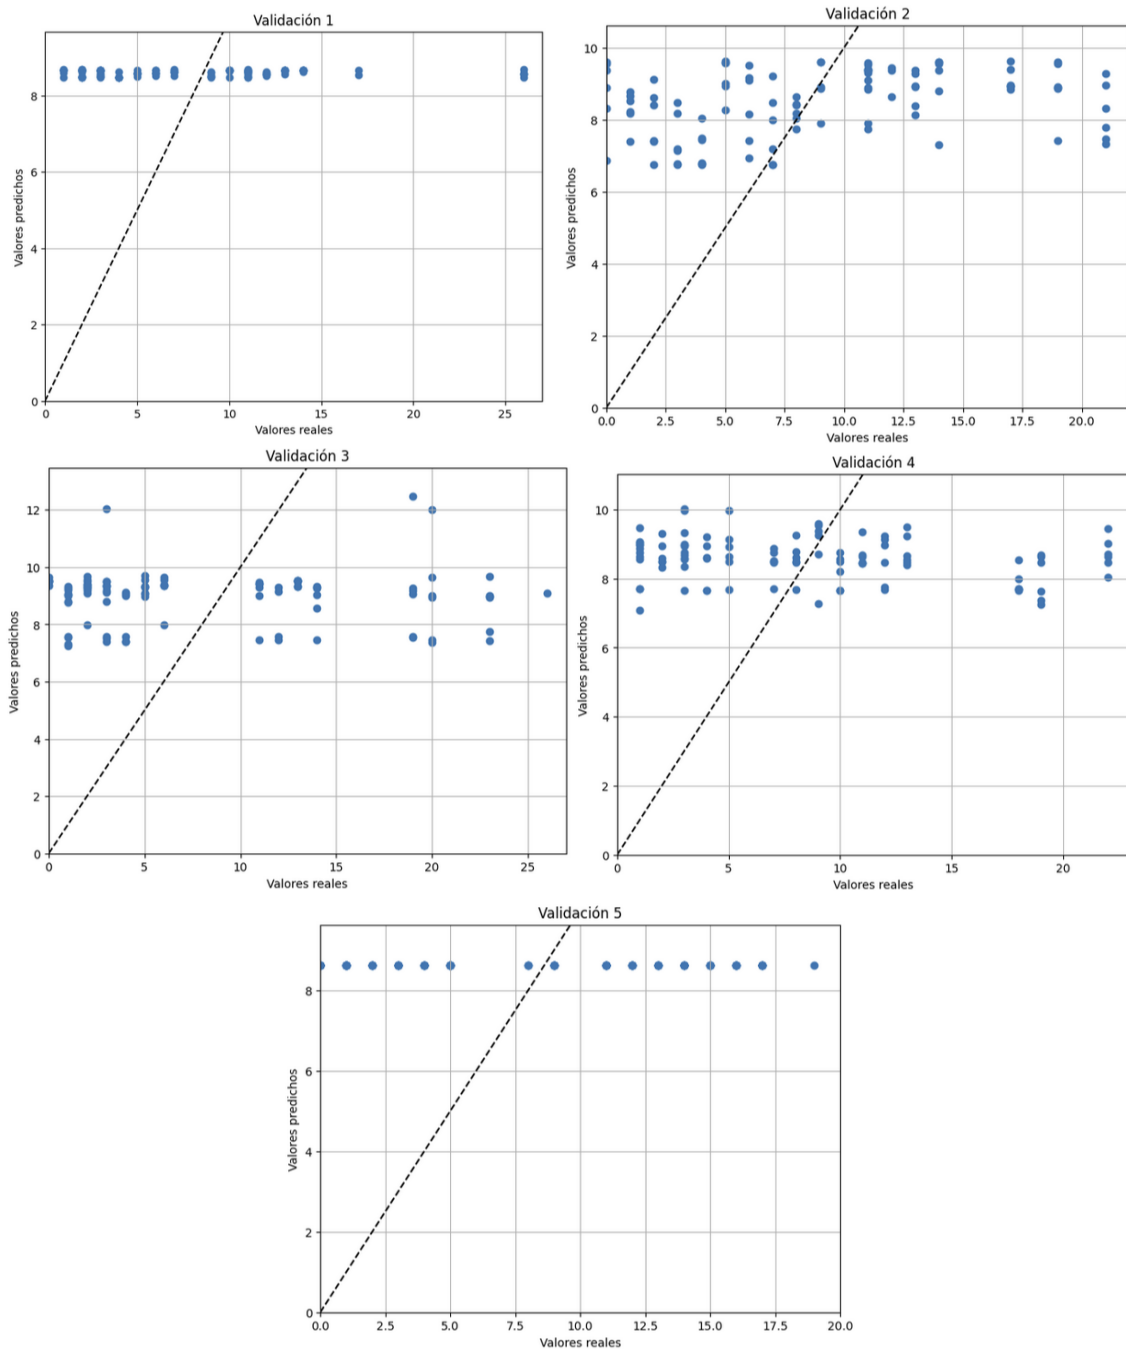 Validación 1
Valores predichos
8
6
4
2
0
0 5 10 15 20 25
Valores reales
Validación 2
Valores predichos
10
8
6
4
2
0
0.0 2.5 5.0 7.5 10.0 12.5 15.0 17.5 20.0
Valores reales
Validación 3
Valores predichos
12
10
8
6
4
2
0
0 5 10 15 20 25
Valores reales
Validación 4
Valores predichos
10
8
6
4
2
0
0 5 10 15 20
Valores reales
Validación 5
Valores predichos
8
6
4
2
0
0.0 2.5 5.0 7.5 10.0 12.5 15.0 17.5 20.0
Valores reales